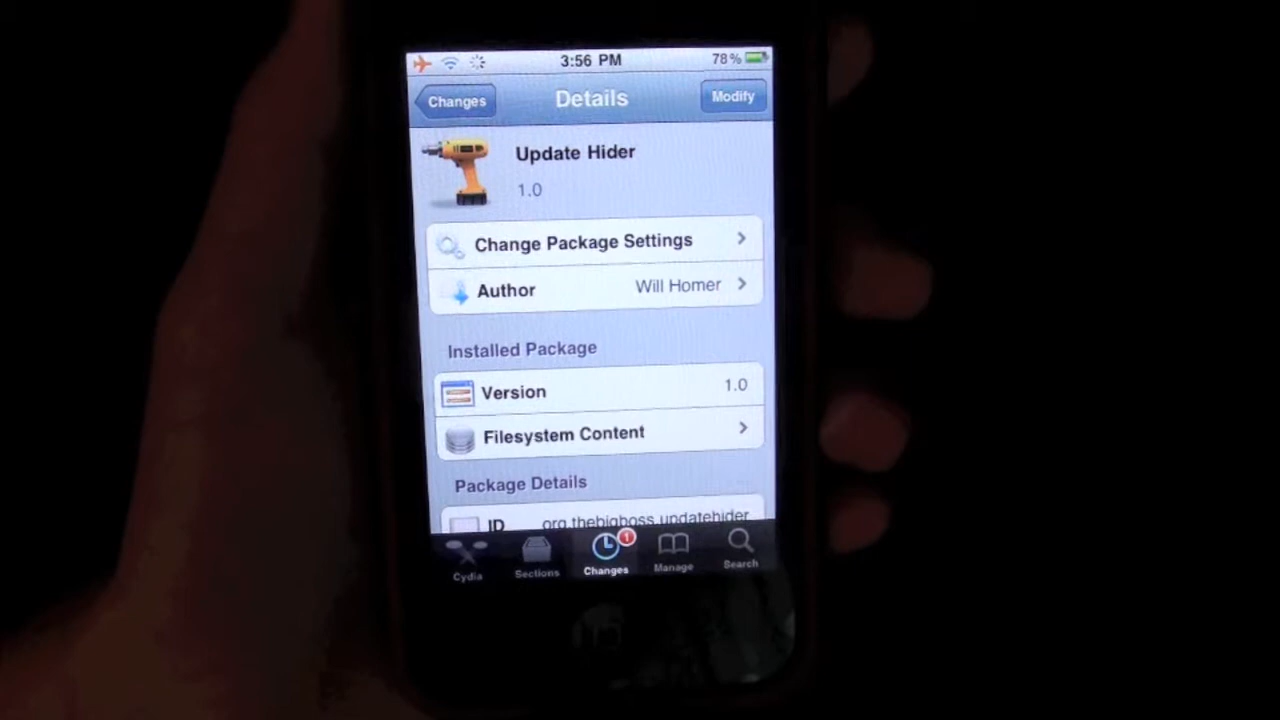 3:56 PM 78%
Changes Details Modify
Update Hider
1.0
Change Package Settings
Author Will Homer
Installed Package
Version 1.0
Filesystem Content
Package Details
ID org.thebigboss.updatehider
1
Cydia Sections Changes Manage Search